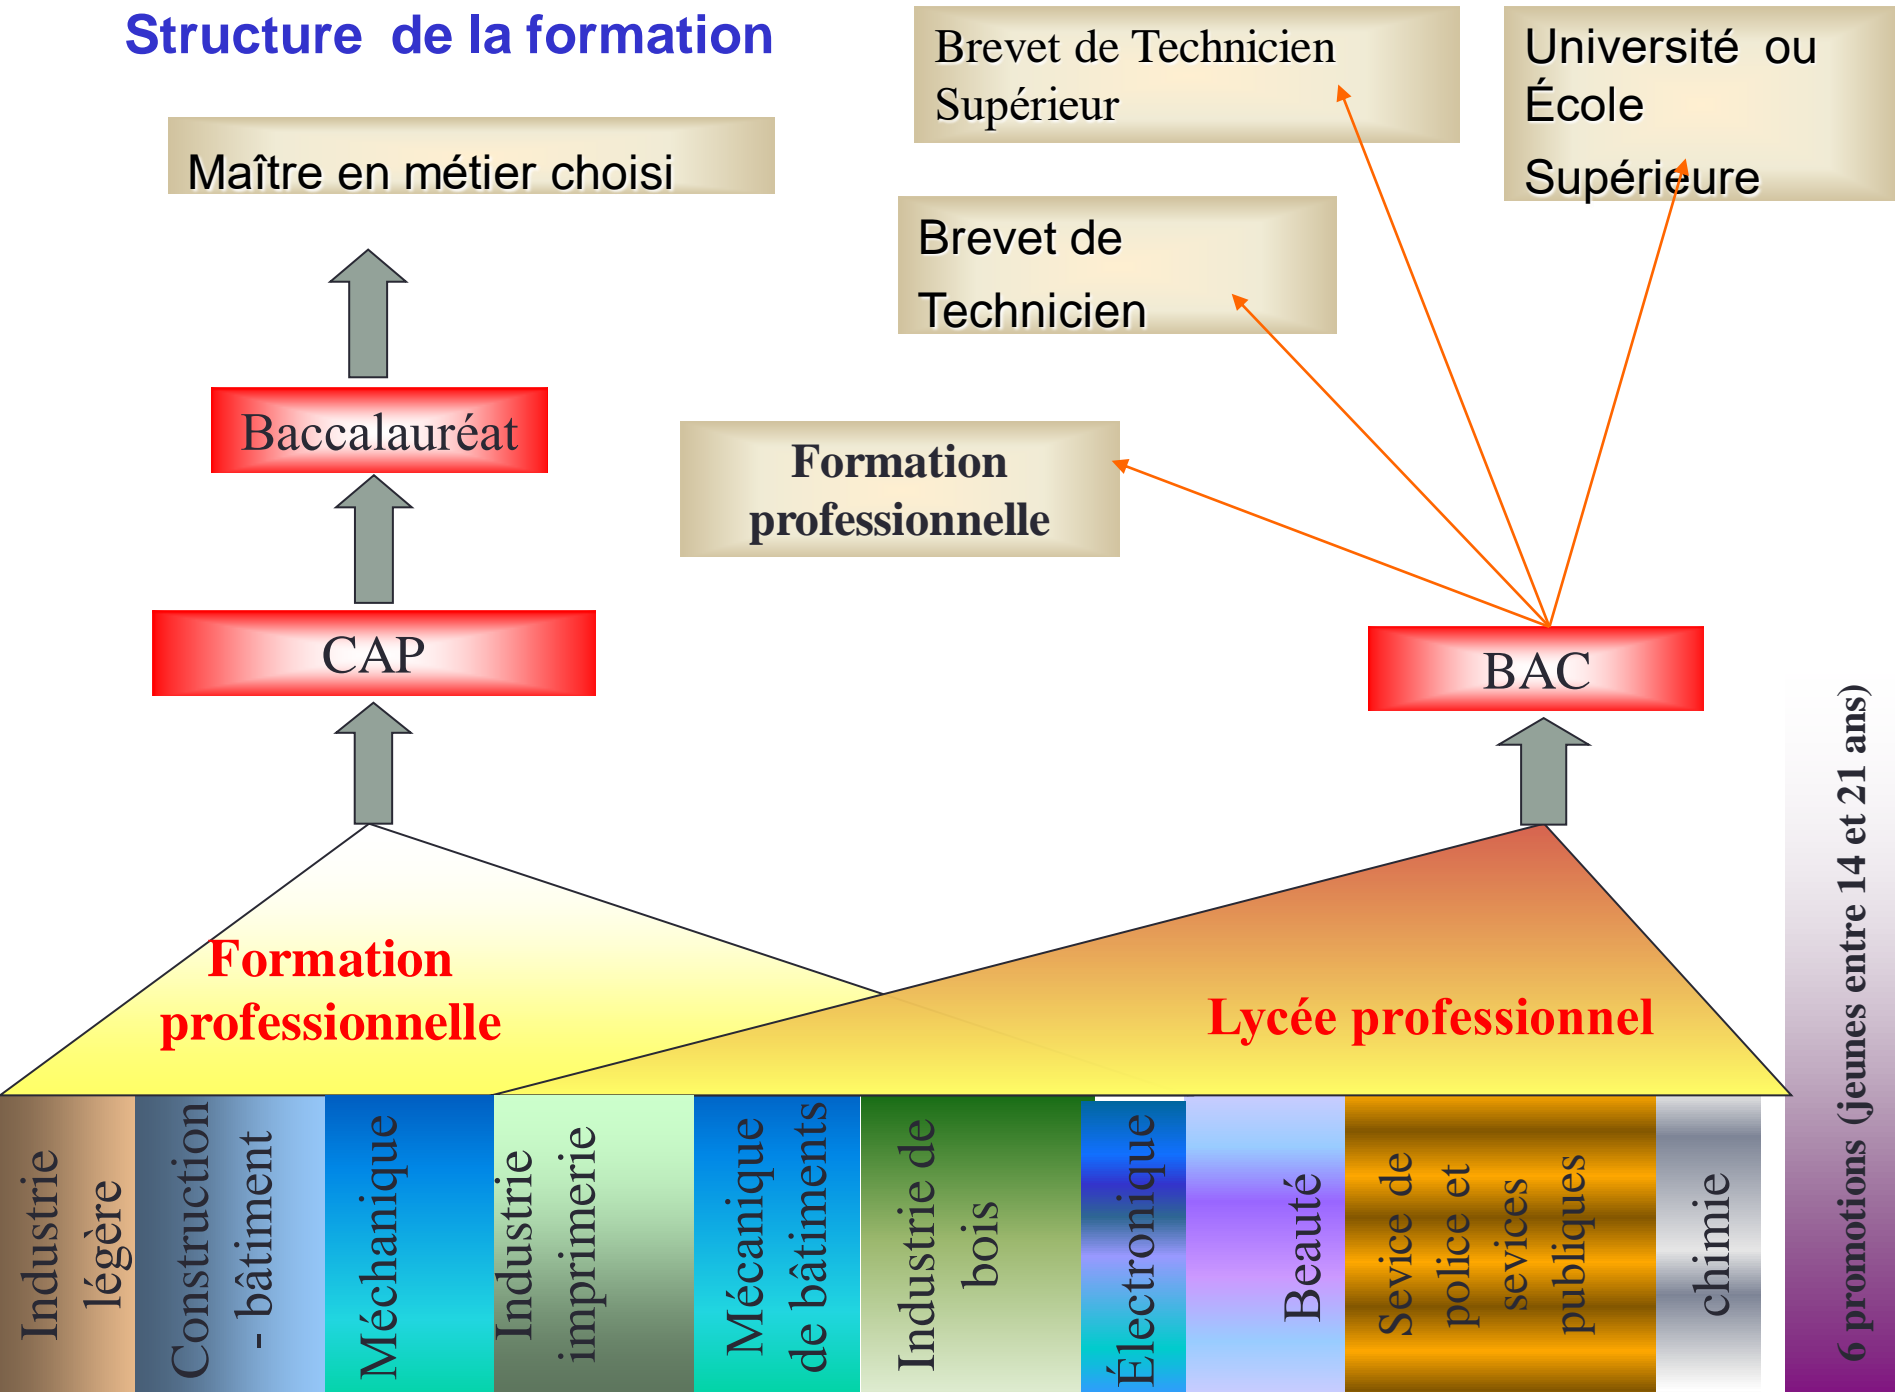 Structure  de la formation
Brevet de Technicien
Supérieur
Université  ou
École
Supérieure
Maître en métier choisi
Brevet de
Technicien
Baccalauréat
Formation
professionnelle
CAP
BAC
Formation
professionnelle
Lycée professionnel
Industrie
légère
Construction
- bâtiment
Méchanique
Industrie
imprimerie
Mécanique
de bâtiments
Industrie de
bois
Électronique
Beauté
Sevice de
police et
sevices
publiques
chimie
6 promotions (jeunes entre 14 et 21 ans)